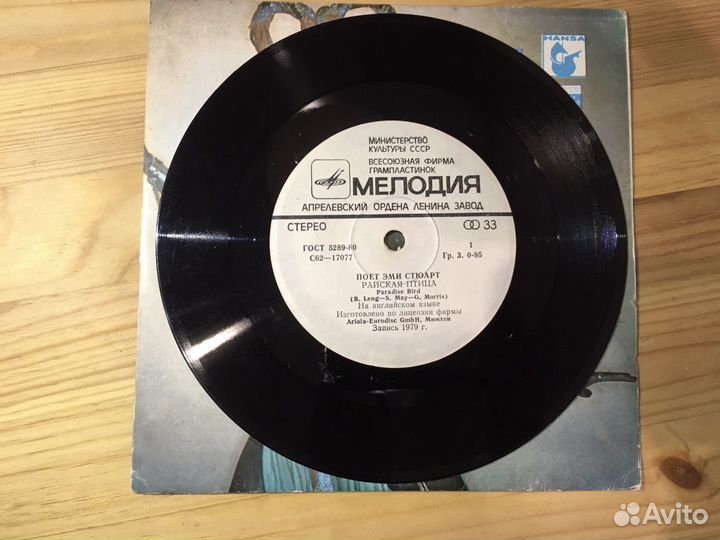 HANSA
МИНИСТЕРСТВО
КУЛЬТУРЫ СССР
ВСЕСОЮЗНАЯ ФИРМА
ГРАМПЛАСТИНОК
МЕЛОДИЯ
АПРЕЛЕВСКИЙ ОРДЕНА ЛЕНИНА ЗАВОД
СТЕРЕО 33
ГОСТ 5289-80 1
С62—17077 Гр. 3. 0-85
ПОЕТ ЭМИ СТЮАРТ
РАЙСКАЯ ПТИЦА
Paradise Bird
(B. Leng—S. May—G. Morris)
На английском языке
Изготовлено по лицензии фирмы
Ariola-Eurodisc GmbH, Мюнхен
Запись 1979 г.
Avito